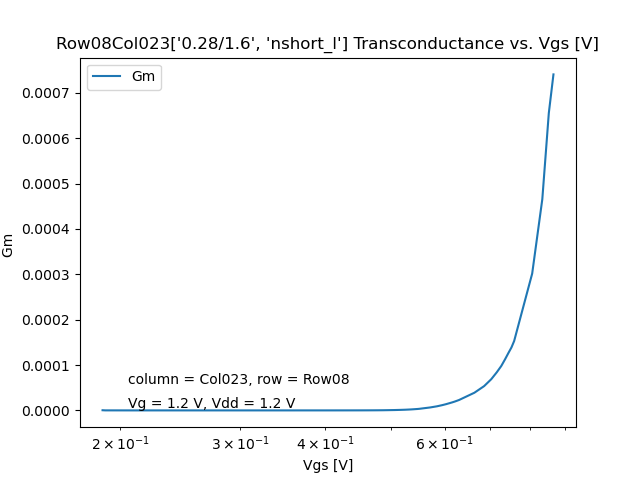 Row08Col023['0.28/1.6', 'nshort_l'] Transconductance vs. Vgs [V]
Gm
0.0007
0.0006
0.0005
0.0004
0.0003
0.0002
0.0001
0.0000
Gm
column = Col023, row = Row08
Vg = 1.2 V, Vdd = 1.2 V
2 × 10⁻¹ 3 × 10⁻¹ 4 × 10⁻¹ 6 × 10⁻¹
Vgs [V]